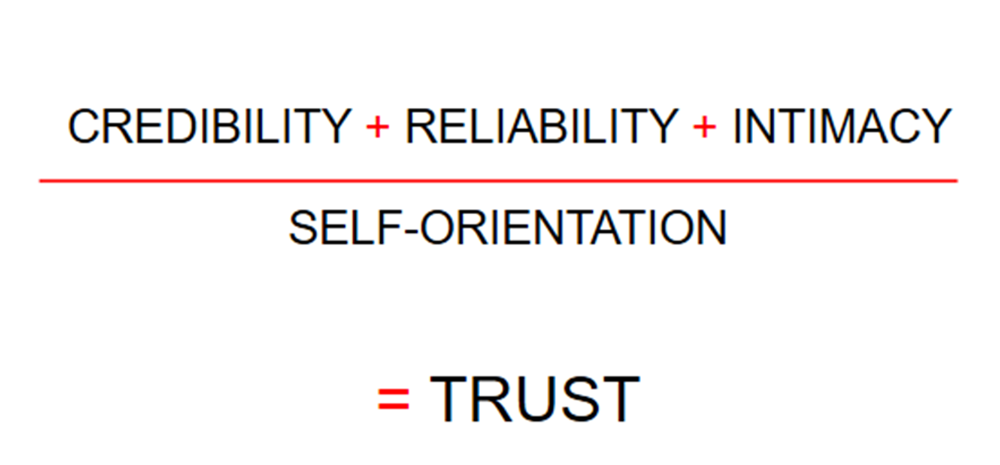 CREDIBILITY + RELIABILITY + INTIMACY
SELF-ORIENTATION
= TRUST